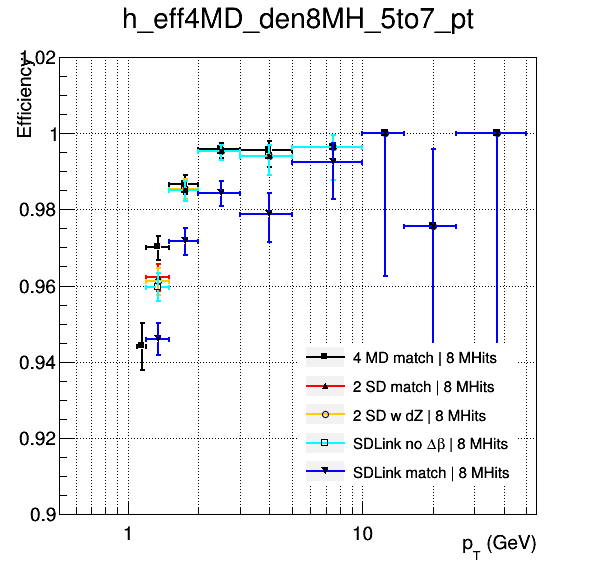 h_eff4MD_den8MH_5to7_pt
Efficiency
1.02
1
0.98
0.96
0.94
0.92
0.9
4 MD match | 8 MHits
2 SD match | 8 MHits
2 SD w dZ | 8 MHits
SDLink no Δβ | 8 MHits
SDLink match | 8 MHits
1
10
p_T (GeV)